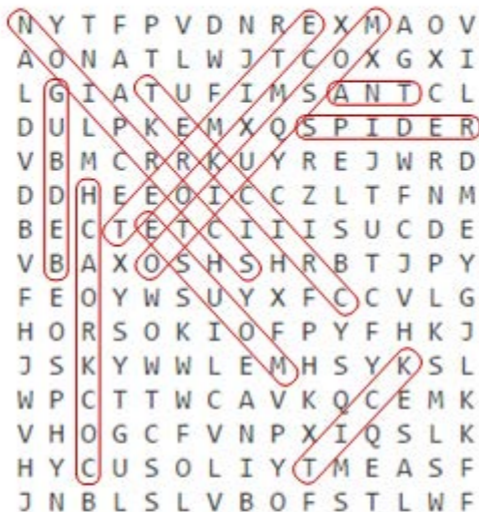 N Y T F P V D N R E X M A O V
A O N A T L W J T C O X G X I
L G I A T U F I M S A N T C L
D U L P K E M X Q S P I D E R
V B M C R R K U Y R E J W R D
D D H E E O I C C Z L T F N M
B E C T E T C I I I S U C D E
V B A X O S H S H R B T J P Y
F E O Y W S U Y X F C C V L G
H O R S O K I O F P Y F H K J
J S K Y W W L E M H S Y K S L
W P C T T W C A V K Q C E M K
V H O G C F V N P X I Q S L K
H Y C U S O L I Y T M E A S F
J N B L S L V B O F S T L W F